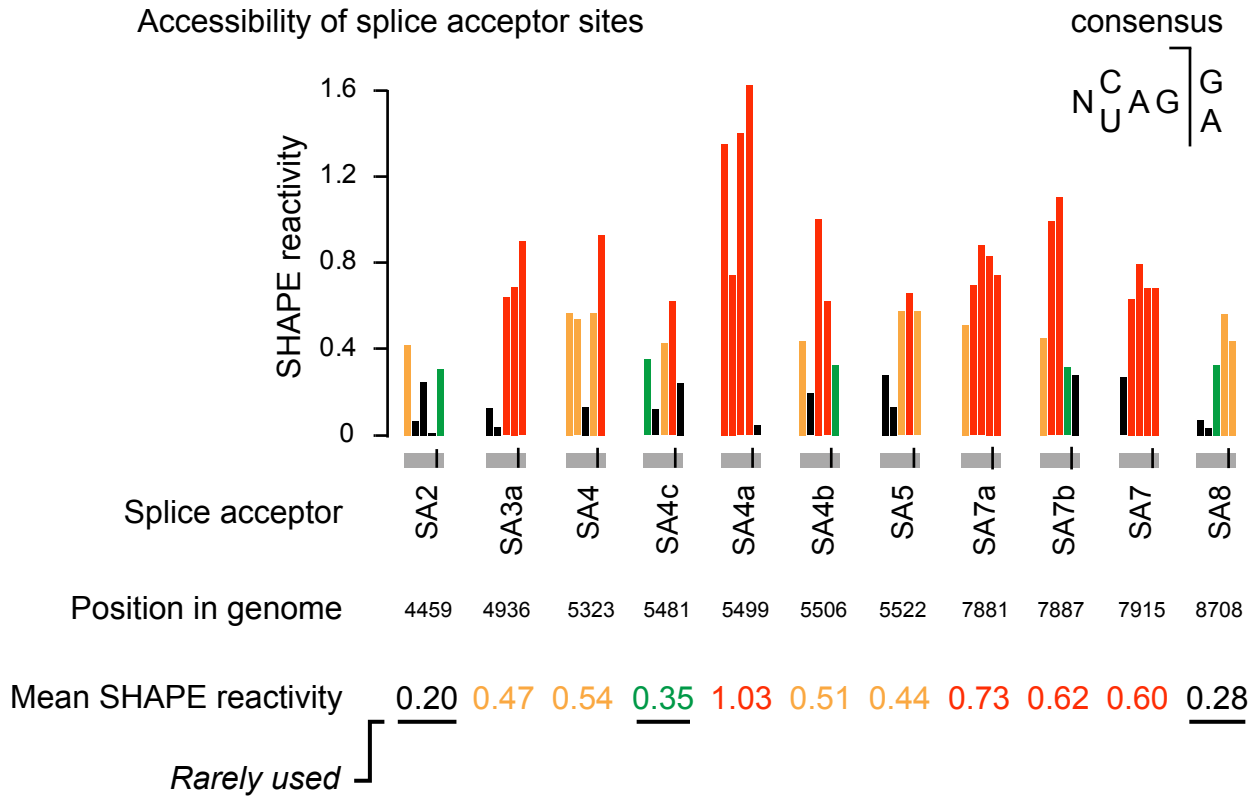 Accessibility of splice acceptor sites
consensus
N C U A G G A
SHAPE reactivity
1.6
1.2
0.8
0.4
0
Splice acceptor SA2 SA3a SA4 SA4c SA4a SA4b SA5 SA7a SA7b SA7 SA8
Position in genome 4459 4936 5323 5481 5499 5506 5522 7881 7887 7915 8708
Mean SHAPE reactivity 0.20 0.47 0.54 0.35 1.03 0.51 0.44 0.73 0.62 0.60 0.28
Rarely used